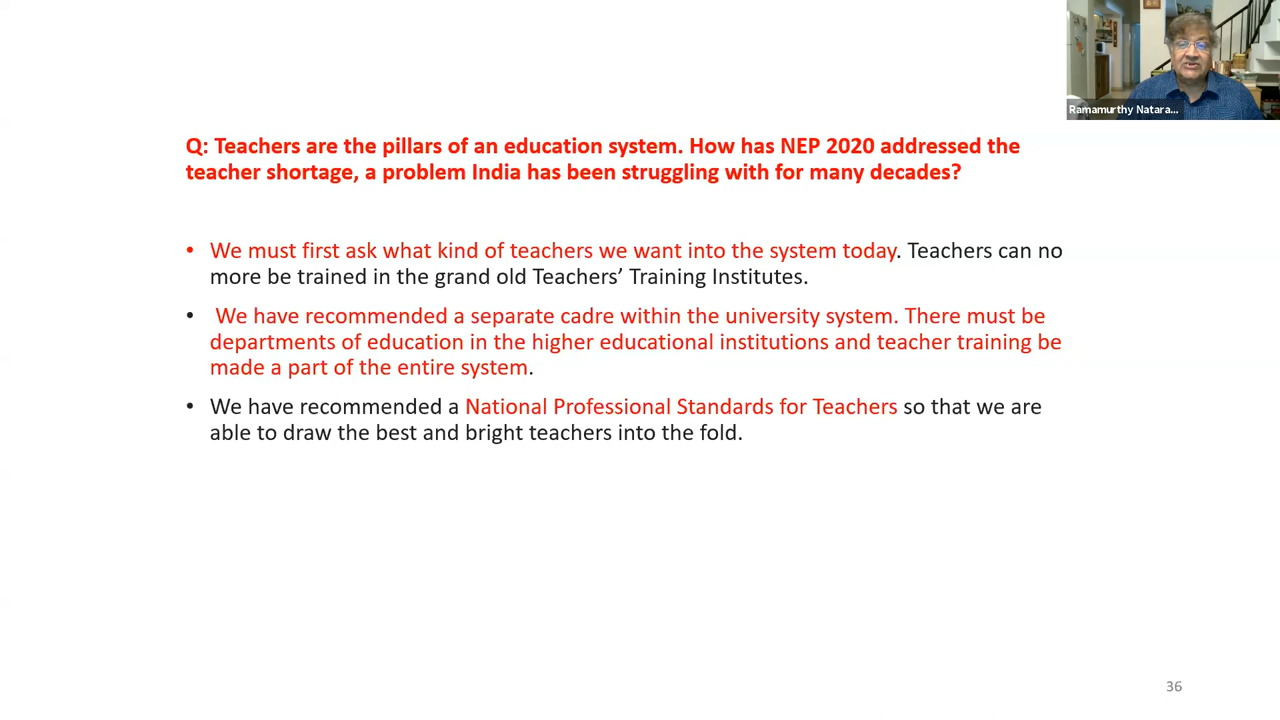 Ramamurthy Natara...
Q: Teachers are the pillars of an education system. How has NEP 2020 addressed the
teacher shortage, a problem India has been struggling with for many decades?
• We must first ask what kind of teachers we want into the system today. Teachers can no
more be trained in the grand old Teachers’ Training Institutes.
• We have recommended a separate cadre within the university system. There must be
departments of education in the higher educational institutions and teacher training be
made a part of the entire system.
• We have recommended a National Professional Standards for Teachers so that we are
able to draw the best and bright teachers into the fold.
36